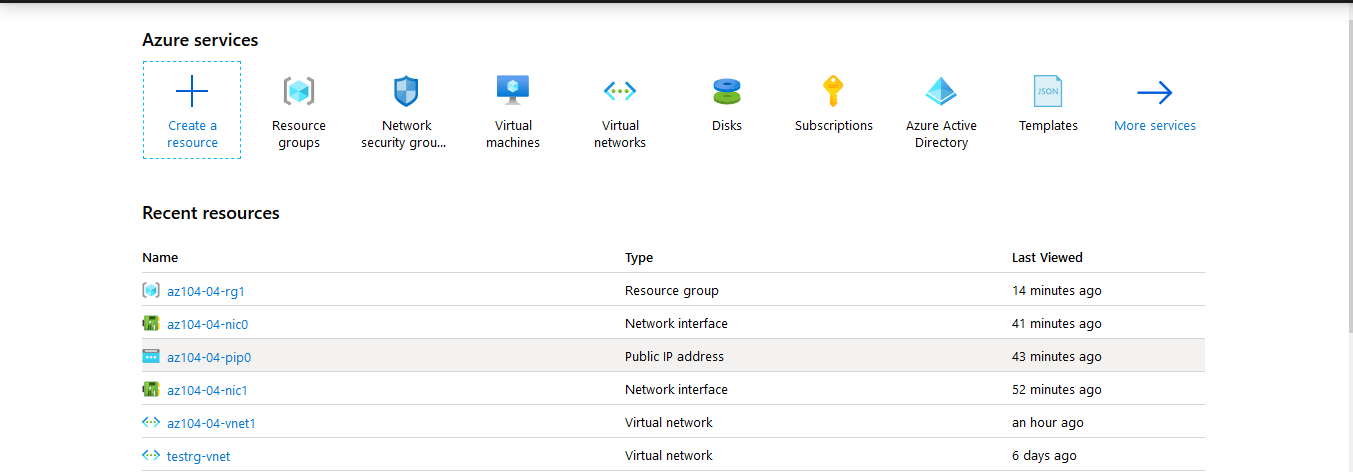 Azure services
Create a
resource
Resource
groups
Network
security grou...
Virtual
machines
Virtual
networks
Disks
Subscriptions
Azure Active
Directory
JSON
Templates
More services
Recent resources
Name Type Last Viewed
az104-04-rg1 Resource group 14 minutes ago
az104-04-nic0 Network interface 41 minutes ago
az104-04-pip0 Public IP address 43 minutes ago
az104-04-nic1 Network interface 52 minutes ago
az104-04-vnet1 Virtual network an hour ago
testrg-vnet Virtual network 6 days ago